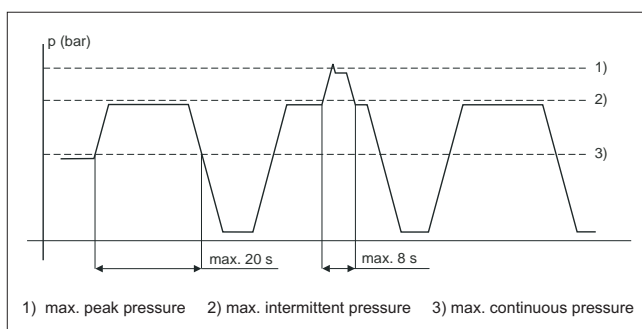 p (bar)
1)
2)
3)
max. 20 s
max. 8 s
1) max. peak pressure 2) max. intermittent pressure 3) max. continuous pressure